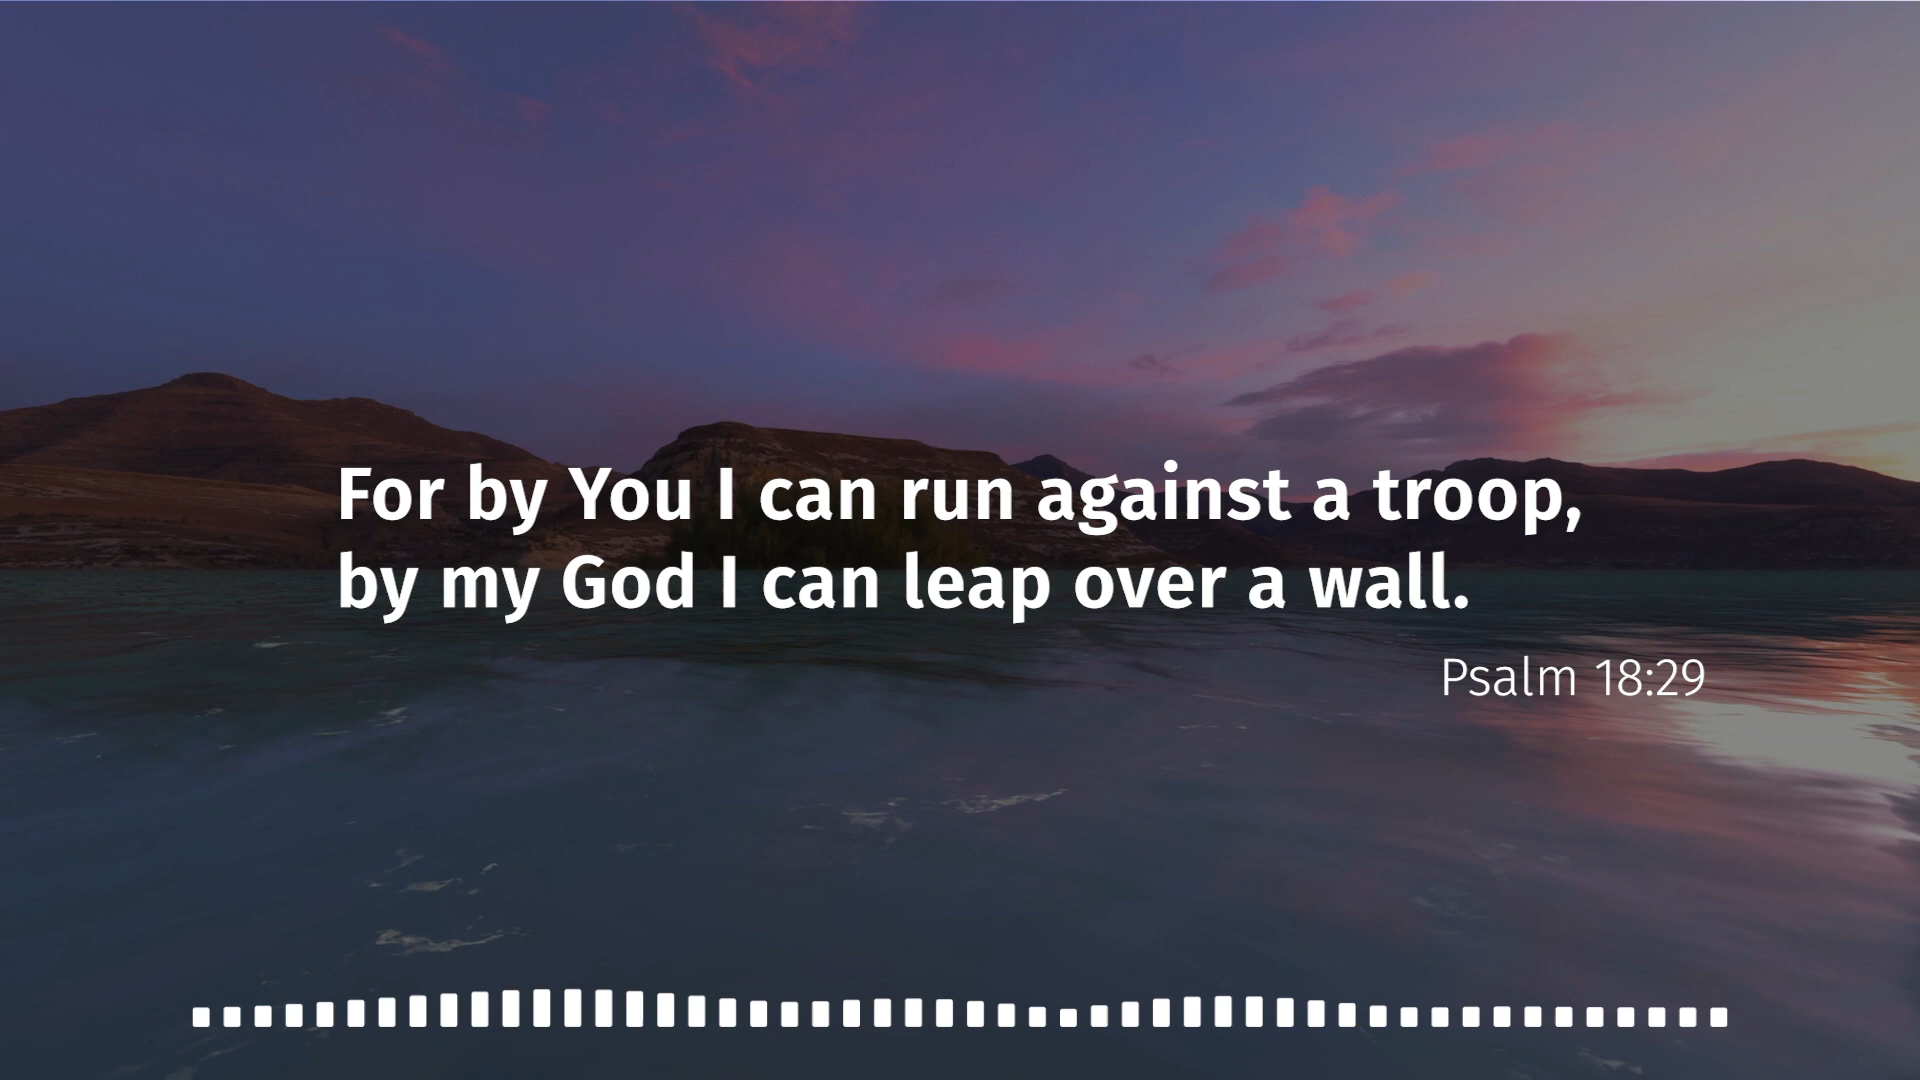 For by You I can run against a troop,
by my God I can leap over a wall.
Psalm 18:29